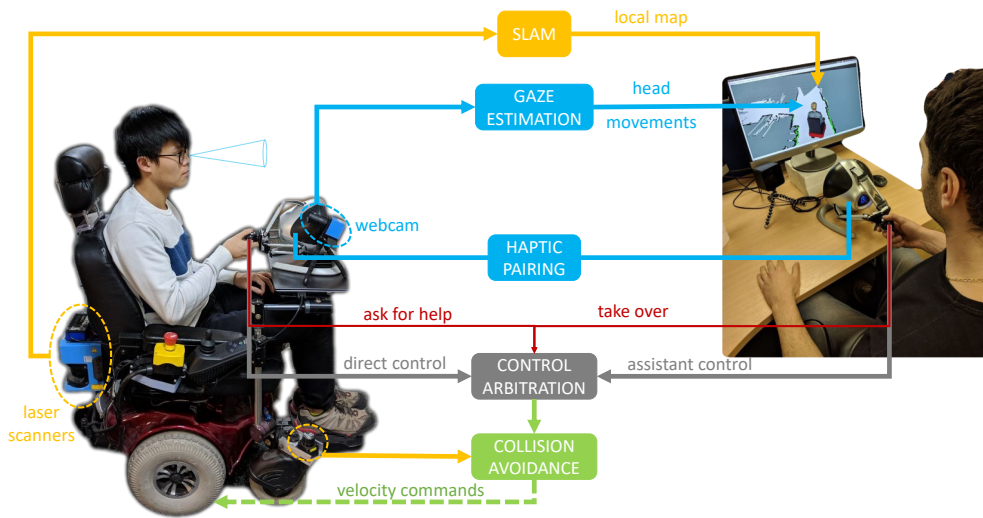 SLAM
local map
GAZE
ESTIMATION
head
movements
webcam
HAPTIC
PAIRING
ask for help
take over
direct control
CONTROL
ARBITRATION
assistant control
laser
scanners
COLLISION
AVOIDANCE
velocity commands